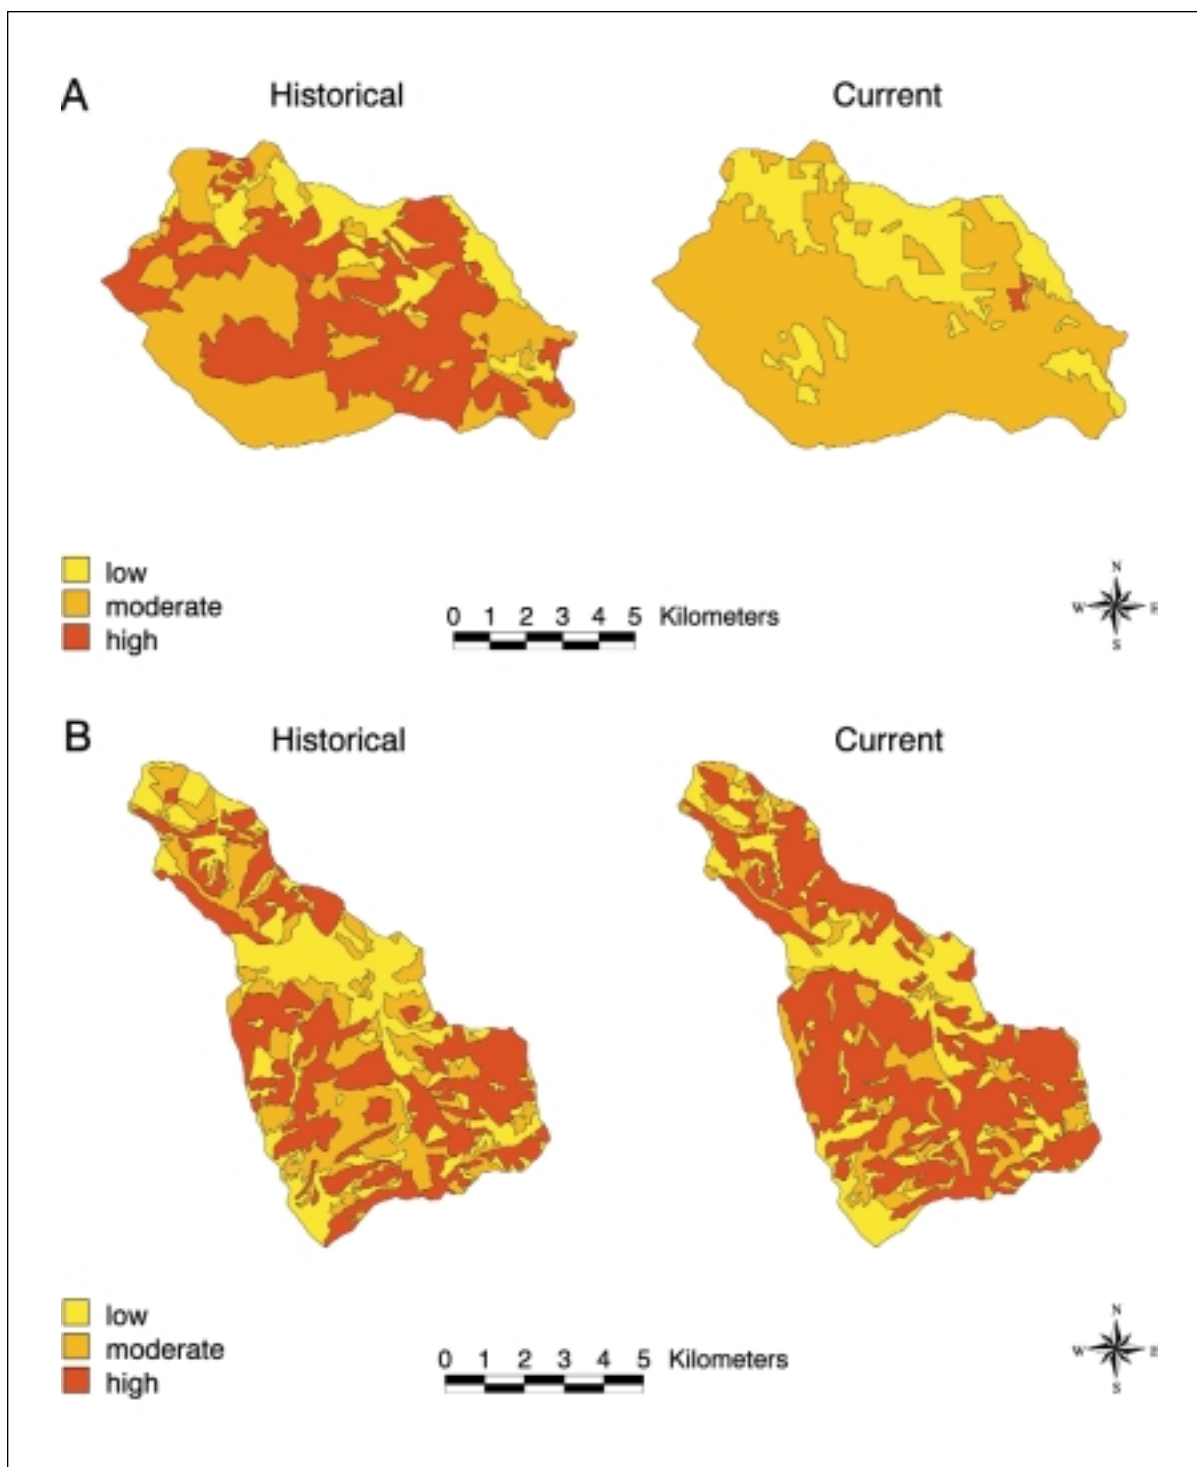 A
Historical
Current
low
moderate
high
0 1 2 3 4 5 Kilometers
N
W E
S
B
Historical
Current
low
moderate
high
0 1 2 3 4 5 Kilometers
N
W E
S